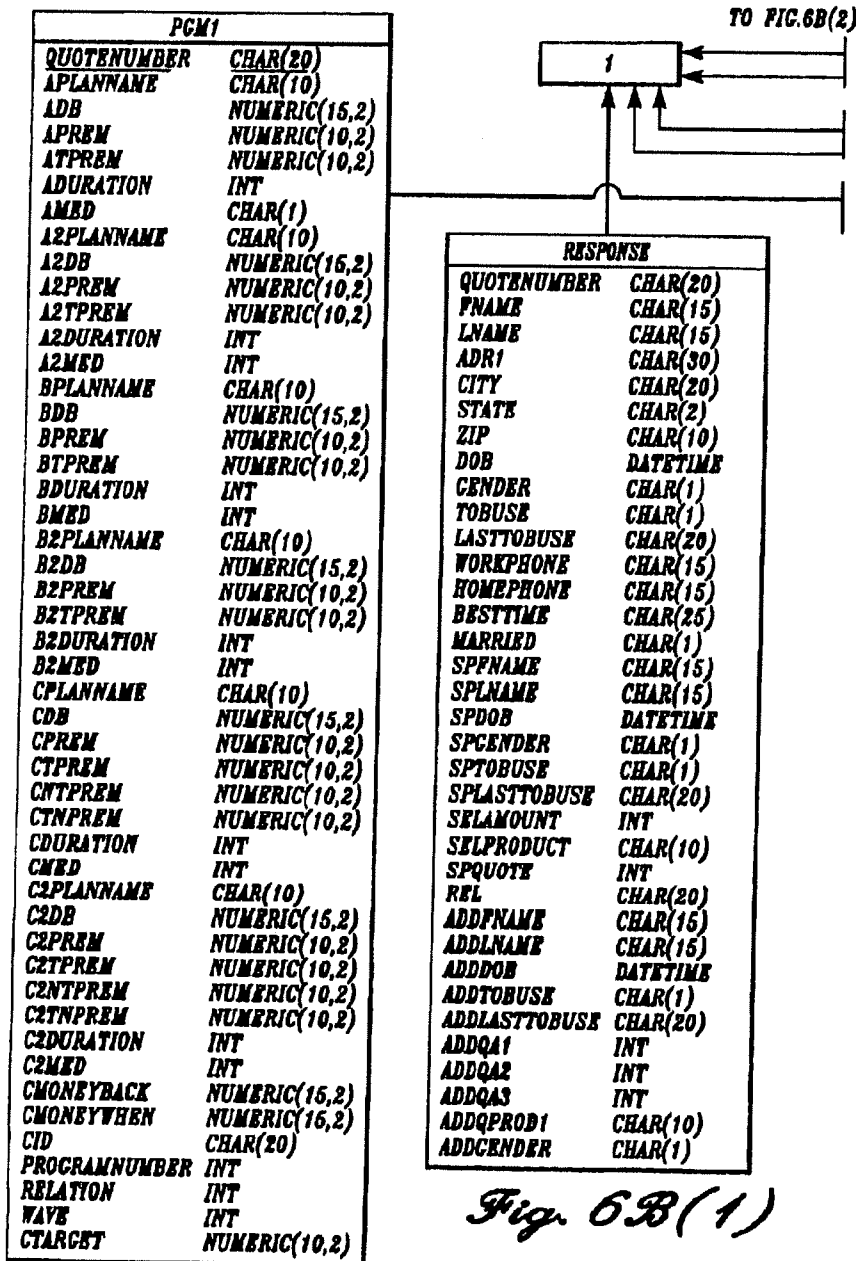 TO FIG.6B(2)
1
PGM1
QUOTENUMBER CHAR(20)
APLANNAME CHAR(10)
ADB NUMERIC(15,2)
APREM NUMERIC(10,2)
ATPREM NUMERIC(10,2)
ADURATION INT
AMED CHAR(1)
A2PLANNAME CHAR(10)
A2DB NUMERIC(15,2)
A2PREM NUMERIC(10,2)
A2TPREM NUMERIC(10,2)
A2DURATION INT
A2MED INT
BPLANNAME CHAR(10)
BDB NUMERIC(15,2)
BPREM NUMERIC(10,2)
BTPREM NUMERIC(10,2)
BDURATION INT
BMED INT
B2PLANNAME CHAR(10)
B2DB NUMERIC(15,2)
B2PREM NUMERIC(10,2)
B2TPREM NUMERIC(10,2)
B2DURATION INT
B2MED INT
CPLANNAME CHAR(10)
CDB NUMERIC(15,2)
CPREM NUMERIC(10,2)
CTPREM NUMERIC(10,2)
CNTPREM NUMERIC(10,2)
CTNPREM NUMERIC(10,2)
CDURATION INT
CMED INT
C2PLANNAME CHAR(10)
C2DB NUMERIC(15,2)
C2PREM NUMERIC(10,2)
C2TPREM NUMERIC(10,2)
C2NTPREM NUMERIC(10,2)
C2TNPREM NUMERIC(10,2)
C2DURATION INT
C2MED INT
CMONEYBACK NUMERIC(15,2)
CMONEYWHEN NUMERIC(15,2)
CID CHAR(20)
PROGRAMNUMBER INT
RELATION INT
WAVE INT
CTARGET NUMERIC(10,2)
RESPONSE
QUOTENUMBER CHAR(20)
FNAME CHAR(15)
LNAME CHAR(15)
ADR1 CHAR(30)
CITY CHAR(20)
STATE CHAR(2)
ZIP CHAR(10)
DOB DATETIME
GENDER CHAR(1)
TOBUSE CHAR(1)
LASTTOBUSE CHAR(20)
WORKPHONE CHAR(15)
HOMEPHONE CHAR(15)
BESTTIME CHAR(25)
MARRIED CHAR(1)
SPFNAME CHAR(15)
SPLNAME CHAR(15)
SPDOB DATETIME
SPGENDER CHAR(1)
SPTOBUSE CHAR(1)
SPLASTTOBUSE CHAR(20)
SELAMOUNT INT
SELPRODUCT CHAR(10)
SPQUOTE INT
REL CHAR(20)
ADDFNAME CHAR(15)
ADDLNAME CHAR(15)
ADDDOB DATETIME
ADDTOBUSE CHAR(1)
ADDLASTTOBUSE CHAR(20)
ADDQA1 INT
ADDQA2 INT
ADDQA3 INT
ADDQPROD1 CHAR(10)
ADDGENDER CHAR(1)
Fig. 6B(1)